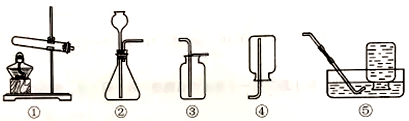 ① ② ③ ④ ⑤